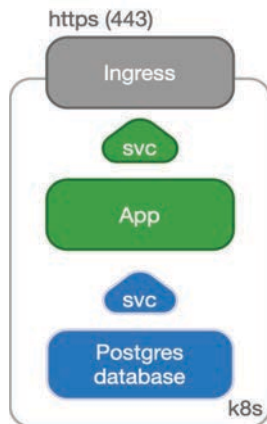 https (443)
Ingress
svc
App
svc
Postgres
database
k8s